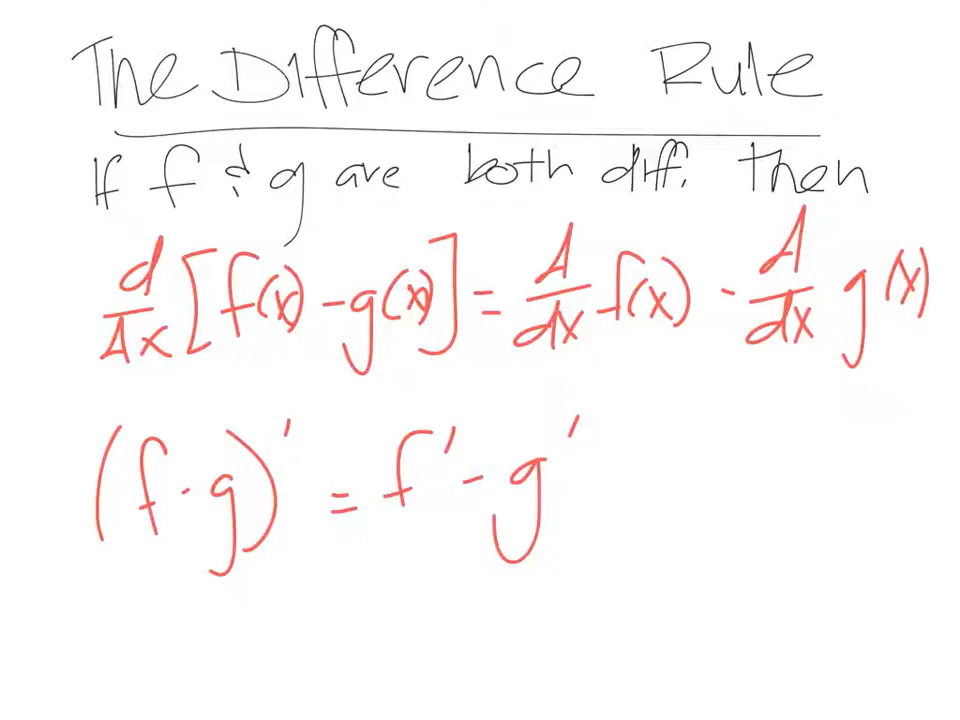 The Difference Rule
If f & g are both diff. then
d/dx [f(x) - g(x)] = d/dx f(x) - d/dx g(x)
(f - g)' = f' - g'